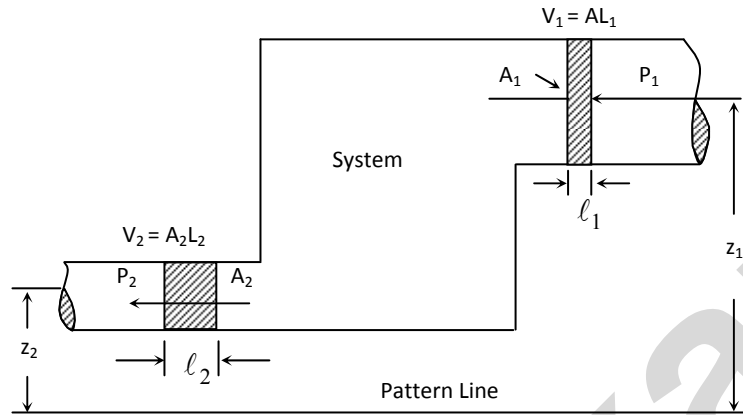 V₁ = AL₁
A₁
P₁
System
ℓ₁
z₁
V₂ = A₂L₂
P₂
A₂
z₂
ℓ₂
Pattern Line